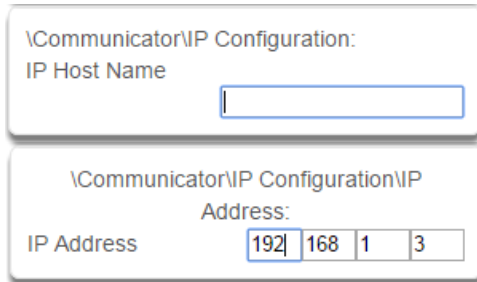 \Communicator\IP Configuration:
IP Host Name
\Communicator\IP Configuration\IP
Address:
IP Address 192 168 1 3